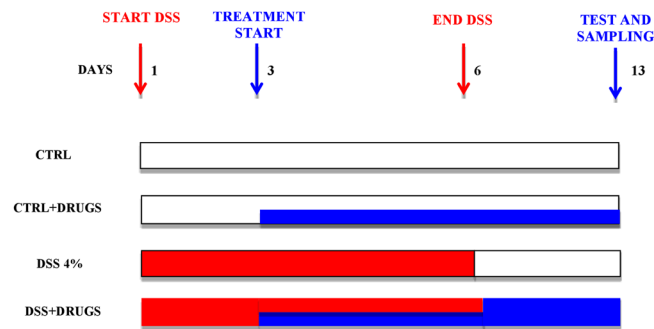 START DSS
TREATMENT
START
END DSS
TEST AND
SAMPLING
DAYS 1 3 6 13
CTRL
CTRL+DRUGS
DSS 4%
DSS+DRUGS